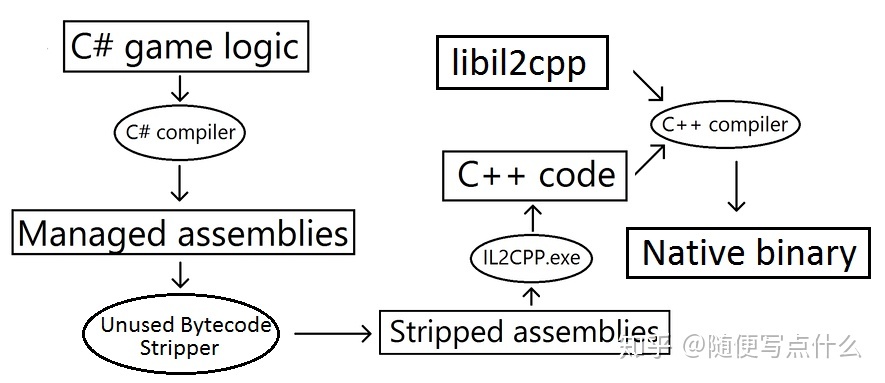 C# game logic
C# compiler
Managed assemblies
Unused Bytecode
Stripper
Stripped assemblies
IL2CPP.exe
C++ code
libil2cpp
C++ compiler
Native binary
知乎 @随便写点什么